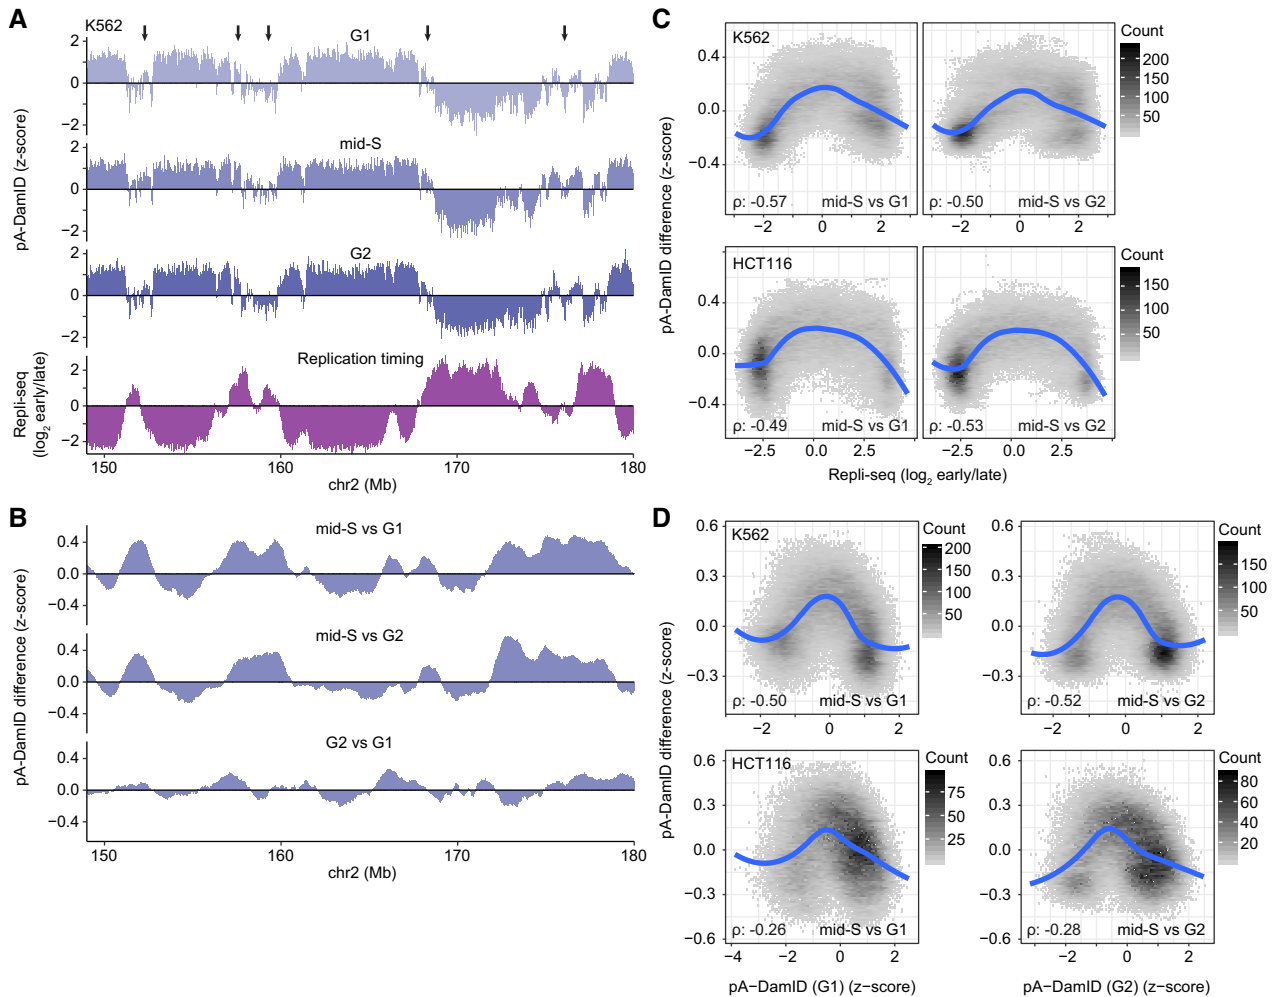 A
K562
G1
2
0
−2
mid-S
2
0
−2
G2
2
0
−2
pA-DamID (z-score)
Replication timing
2
0
−2
Repli-seq
(log2 early/late)
150
160
170
180
chr2 (Mb)
B
mid-S vs G1
0.4
0.0
−0.4
mid-S vs G2
0.4
0.0
−0.4
G2 vs G1
0.4
0.0
−0.4
pA-DamID difference (z-score)
150
160
170
180
chr2 (Mb)
C
K562
0.4
0.0
−0.4
ρ: -0.57
mid-S vs G1
−2
0
2
ρ: -0.50
mid-S vs G2
−2
0
2
Count
200
150
100
50
HCT116
0.4
0.0
−0.4
ρ: -0.49
mid-S vs G1
−2.5
0.0
2.5
ρ: -0.53
mid-S vs G2
−2.5
0.0
2.5
Count
150
100
50
pA-DamID difference (z-score)
Repli-seq (log2 early/late)
D
K562
0.6
0.3
0.0
−0.3
ρ: -0.50
mid-S vs G1
−2
0
2
Count
200
150
100
50
0.6
0.3
0.0
−0.3
ρ: -0.52
mid-S vs G2
−2
0
2
Count
150
100
50
HCT116
0.6
0.3
0.0
−0.3
−0.6
ρ: -0.26
mid-S vs G1
−4
−2
0
2
Count
75
50
25
0.6
0.3
0.0
−0.3
−0.6
ρ: -0.28
mid-S vs G2
−2
0
2
Count
80
60
40
20
pA-DamID difference (z-score)
pA−DamID (G1) (z−score)
pA−DamID (G2) (z−score)